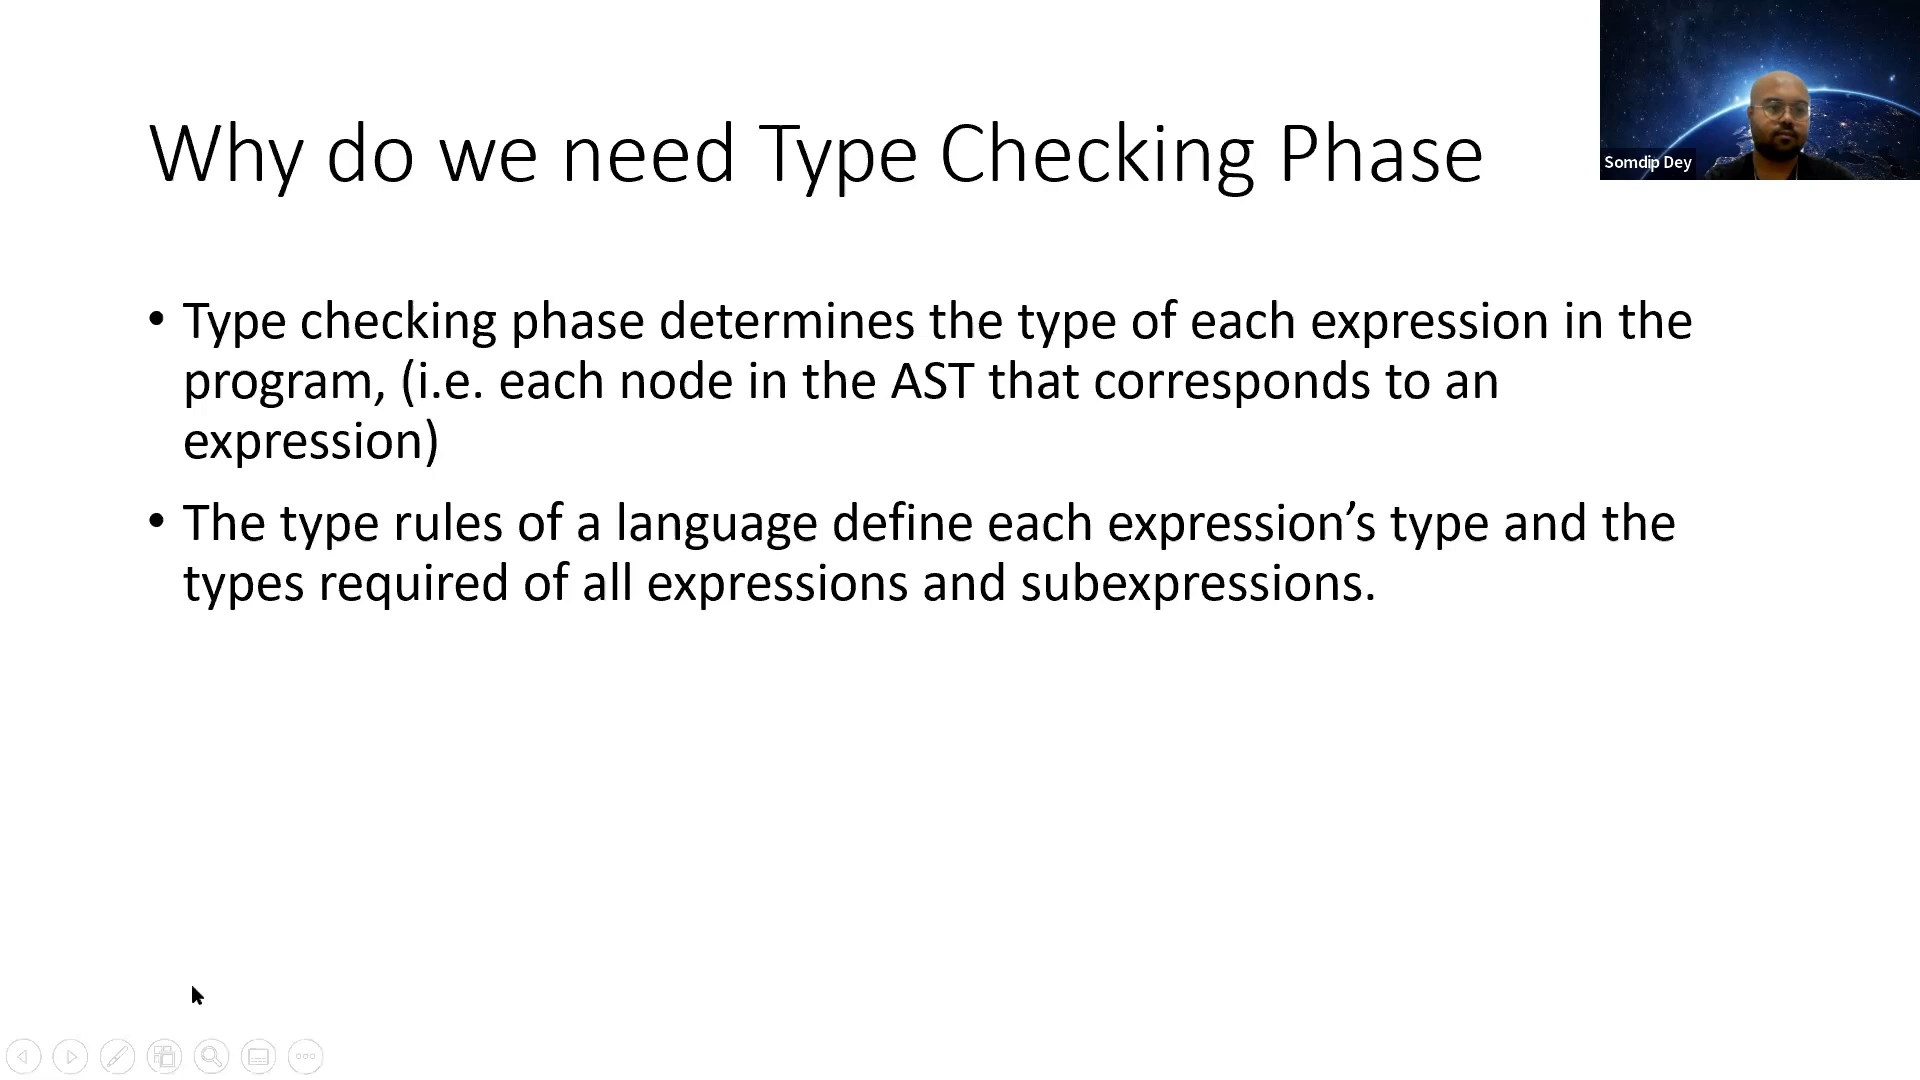 Why do we need Type Checking Phase
Somdip Dey
• Type checking phase determines the type of each expression in the
program, (i.e. each node in the AST that corresponds to an
expression)
• The type rules of a language define each expression’s type and the
types required of all expressions and subexpressions.